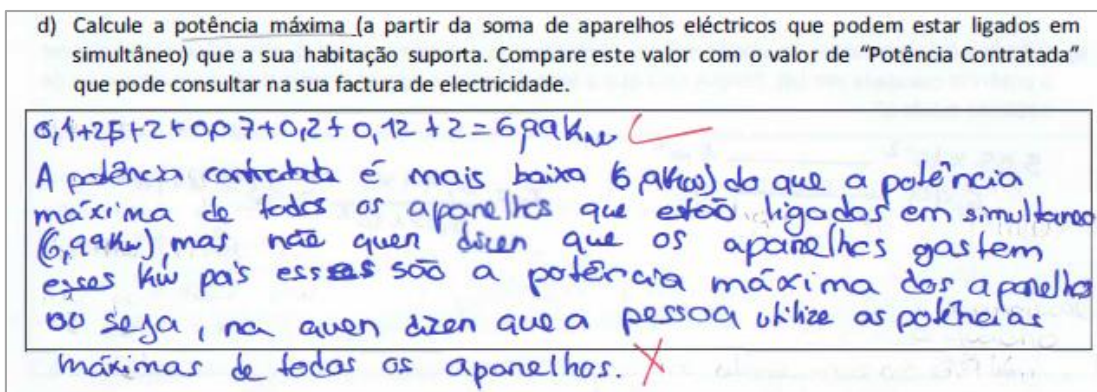 d) Calcule a potência máxima (a partir da soma de aparelhos eléctricos que podem estar ligados em
simultâneo) que a sua habitação suporta. Compare este valor com o valor de “Potência Contratada”
que pode consultar na sua factura de electricidade.
0,1+25+2+0,07+0,2+0,12+2=6,99Kw
A potência contratada é mais baixa (6,9Kw) do que a potência
máxima de todos os aparelhos que estão ligados em simultaneo
(6,99Kw), mas não quer dizer que os aparelhos gastem
esses Kw pois esses são a potência máxima dos aparelhos
ou seja, na quer dizer que a pessoa utilize as potências
máximas de todos os aparelhos.